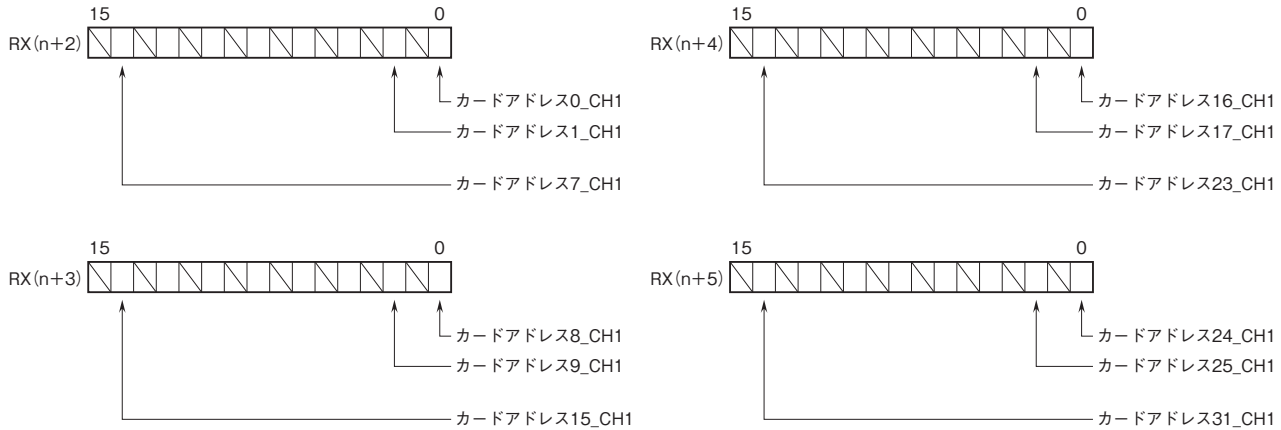 15 0
RX(n+2)
カードアドレス0_CH1
カードアドレス1_CH1
カードアドレス7_CH1
15 0
RX(n+4)
カードアドレス16_CH1
カードアドレス17_CH1
カードアドレス23_CH1
15 0
RX(n+3)
カードアドレス8_CH1
カードアドレス9_CH1
カードアドレス15_CH1
15 0
RX(n+5)
カードアドレス24_CH1
カードアドレス25_CH1
カードアドレス31_CH1